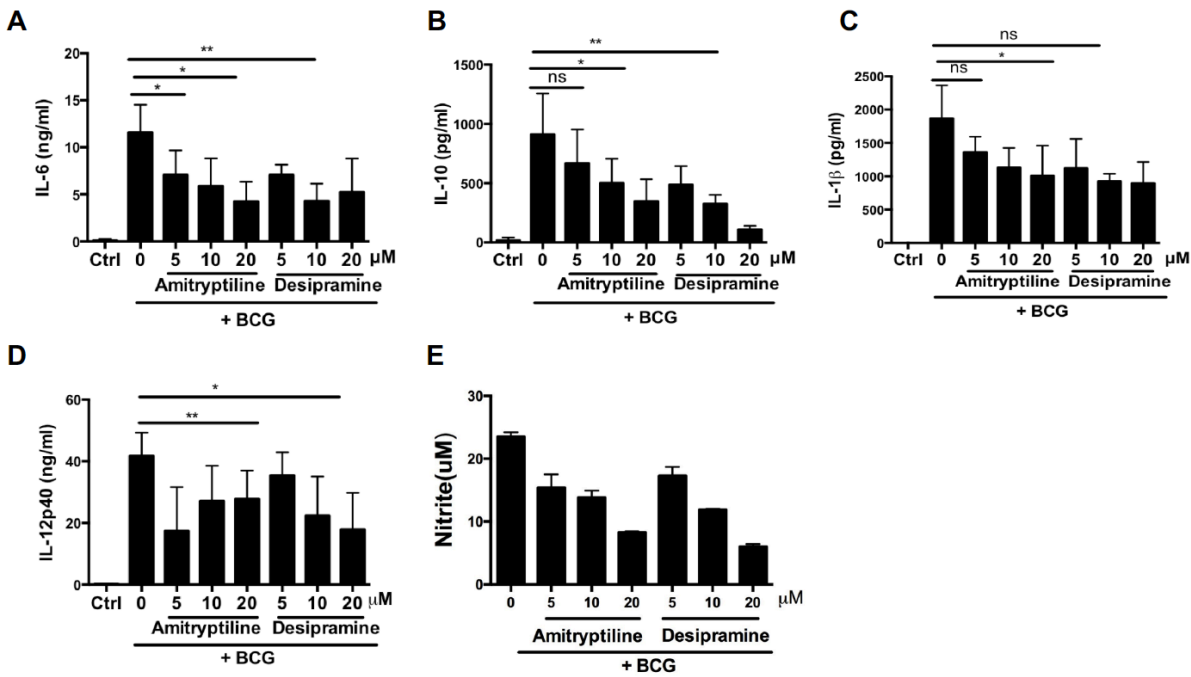 A
IL-6 (ng/ml)
20
15
10
5
0
**
*
*
Ctrl 0 5 10 20 5 10 20 µM
Amitryptiline Desipramine
+ BCG
B
IL-10 (pg/ml)
1500
1000
500
0
**
*
ns
Ctrl 0 5 10 20 5 10 20 µM
Amitryptiline Desipramine
+ BCG
C
IL-1β (pg/ml)
2500
2000
1500
1000
500
0
ns
*
ns
Ctrl 0 5 10 20 5 10 20 µM
Amitryptiline Desipramine
+ BCG
D
IL-12p40 (ng/ml)
60
40
20
0
*
**
Ctrl 0 5 10 20 5 10 20 µM
Amitryptiline Desipramine
+ BCG
E
Nitrite(uM)
30
20
10
0
0 5 10 20 5 10 20 µM
Amitryptiline Desipramine
+ BCG